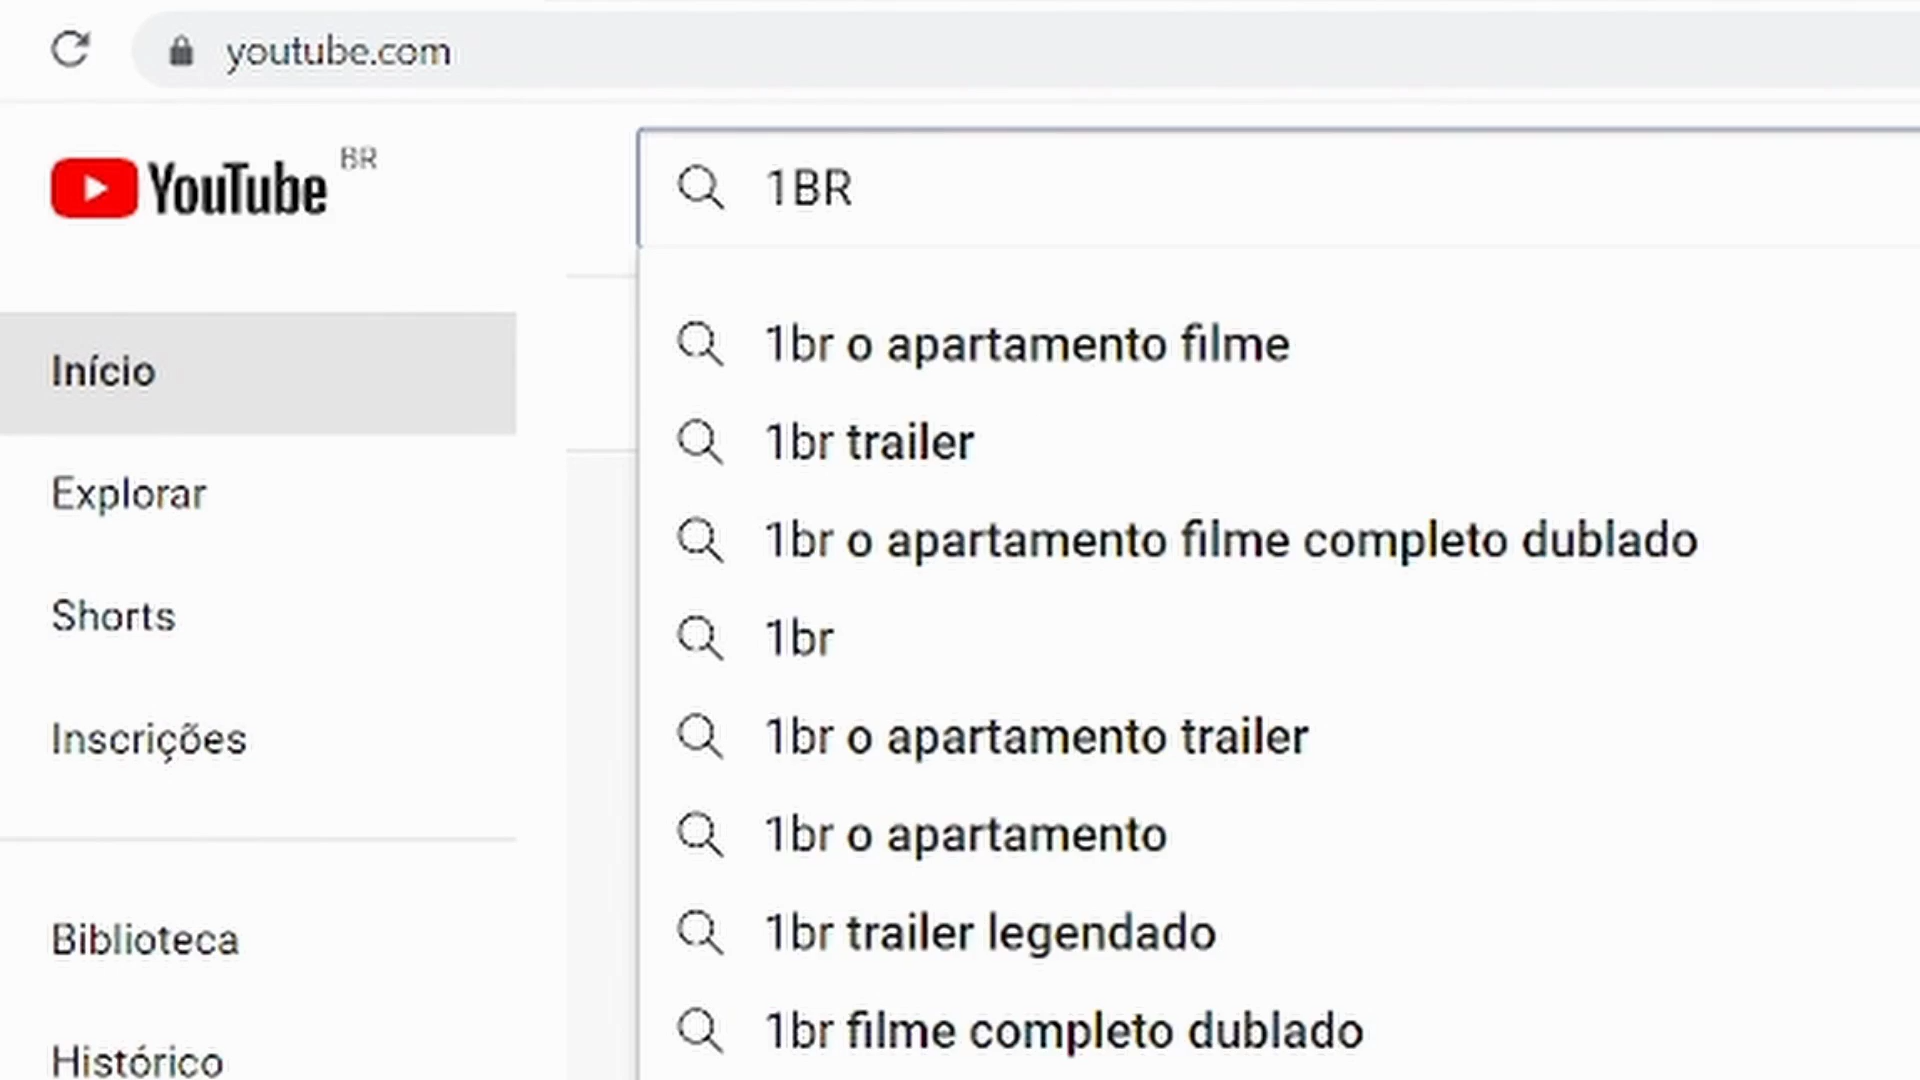 youtube.com
YouTube BR
1BR
Início
Explorar
Shorts
Inscrições
Biblioteca
Histórico
1br o apartamento filme
1br trailer
1br o apartamento filme completo dublado
1br
1br o apartamento trailer
1br o apartamento
1br trailer legendado
1br filme completo dublado